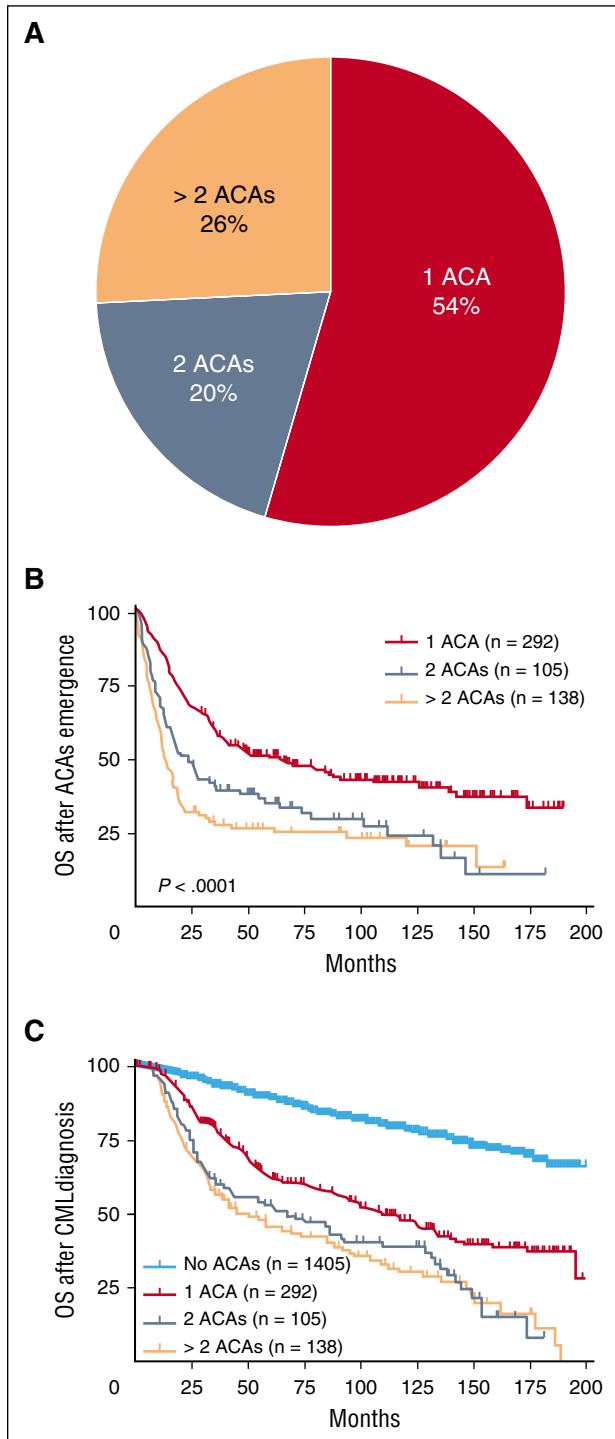 A
> 2 ACAs
26%
1 ACA
54%
2 ACAs
20%
B
OS after ACAs emergence
100
75
50
25
0
1 ACA (n = 292)
2 ACAs (n = 105)
> 2 ACAs (n = 138)
P < .0001
25 50 75 100 125 150 175 200
Months
C
OS after CMLdiagnosis
100
75
50
25
0
No ACAs (n = 1405)
1 ACA (n = 292)
2 ACAs (n = 105)
> 2 ACAs (n = 138)
25 50 75 100 125 150 175 200
Months